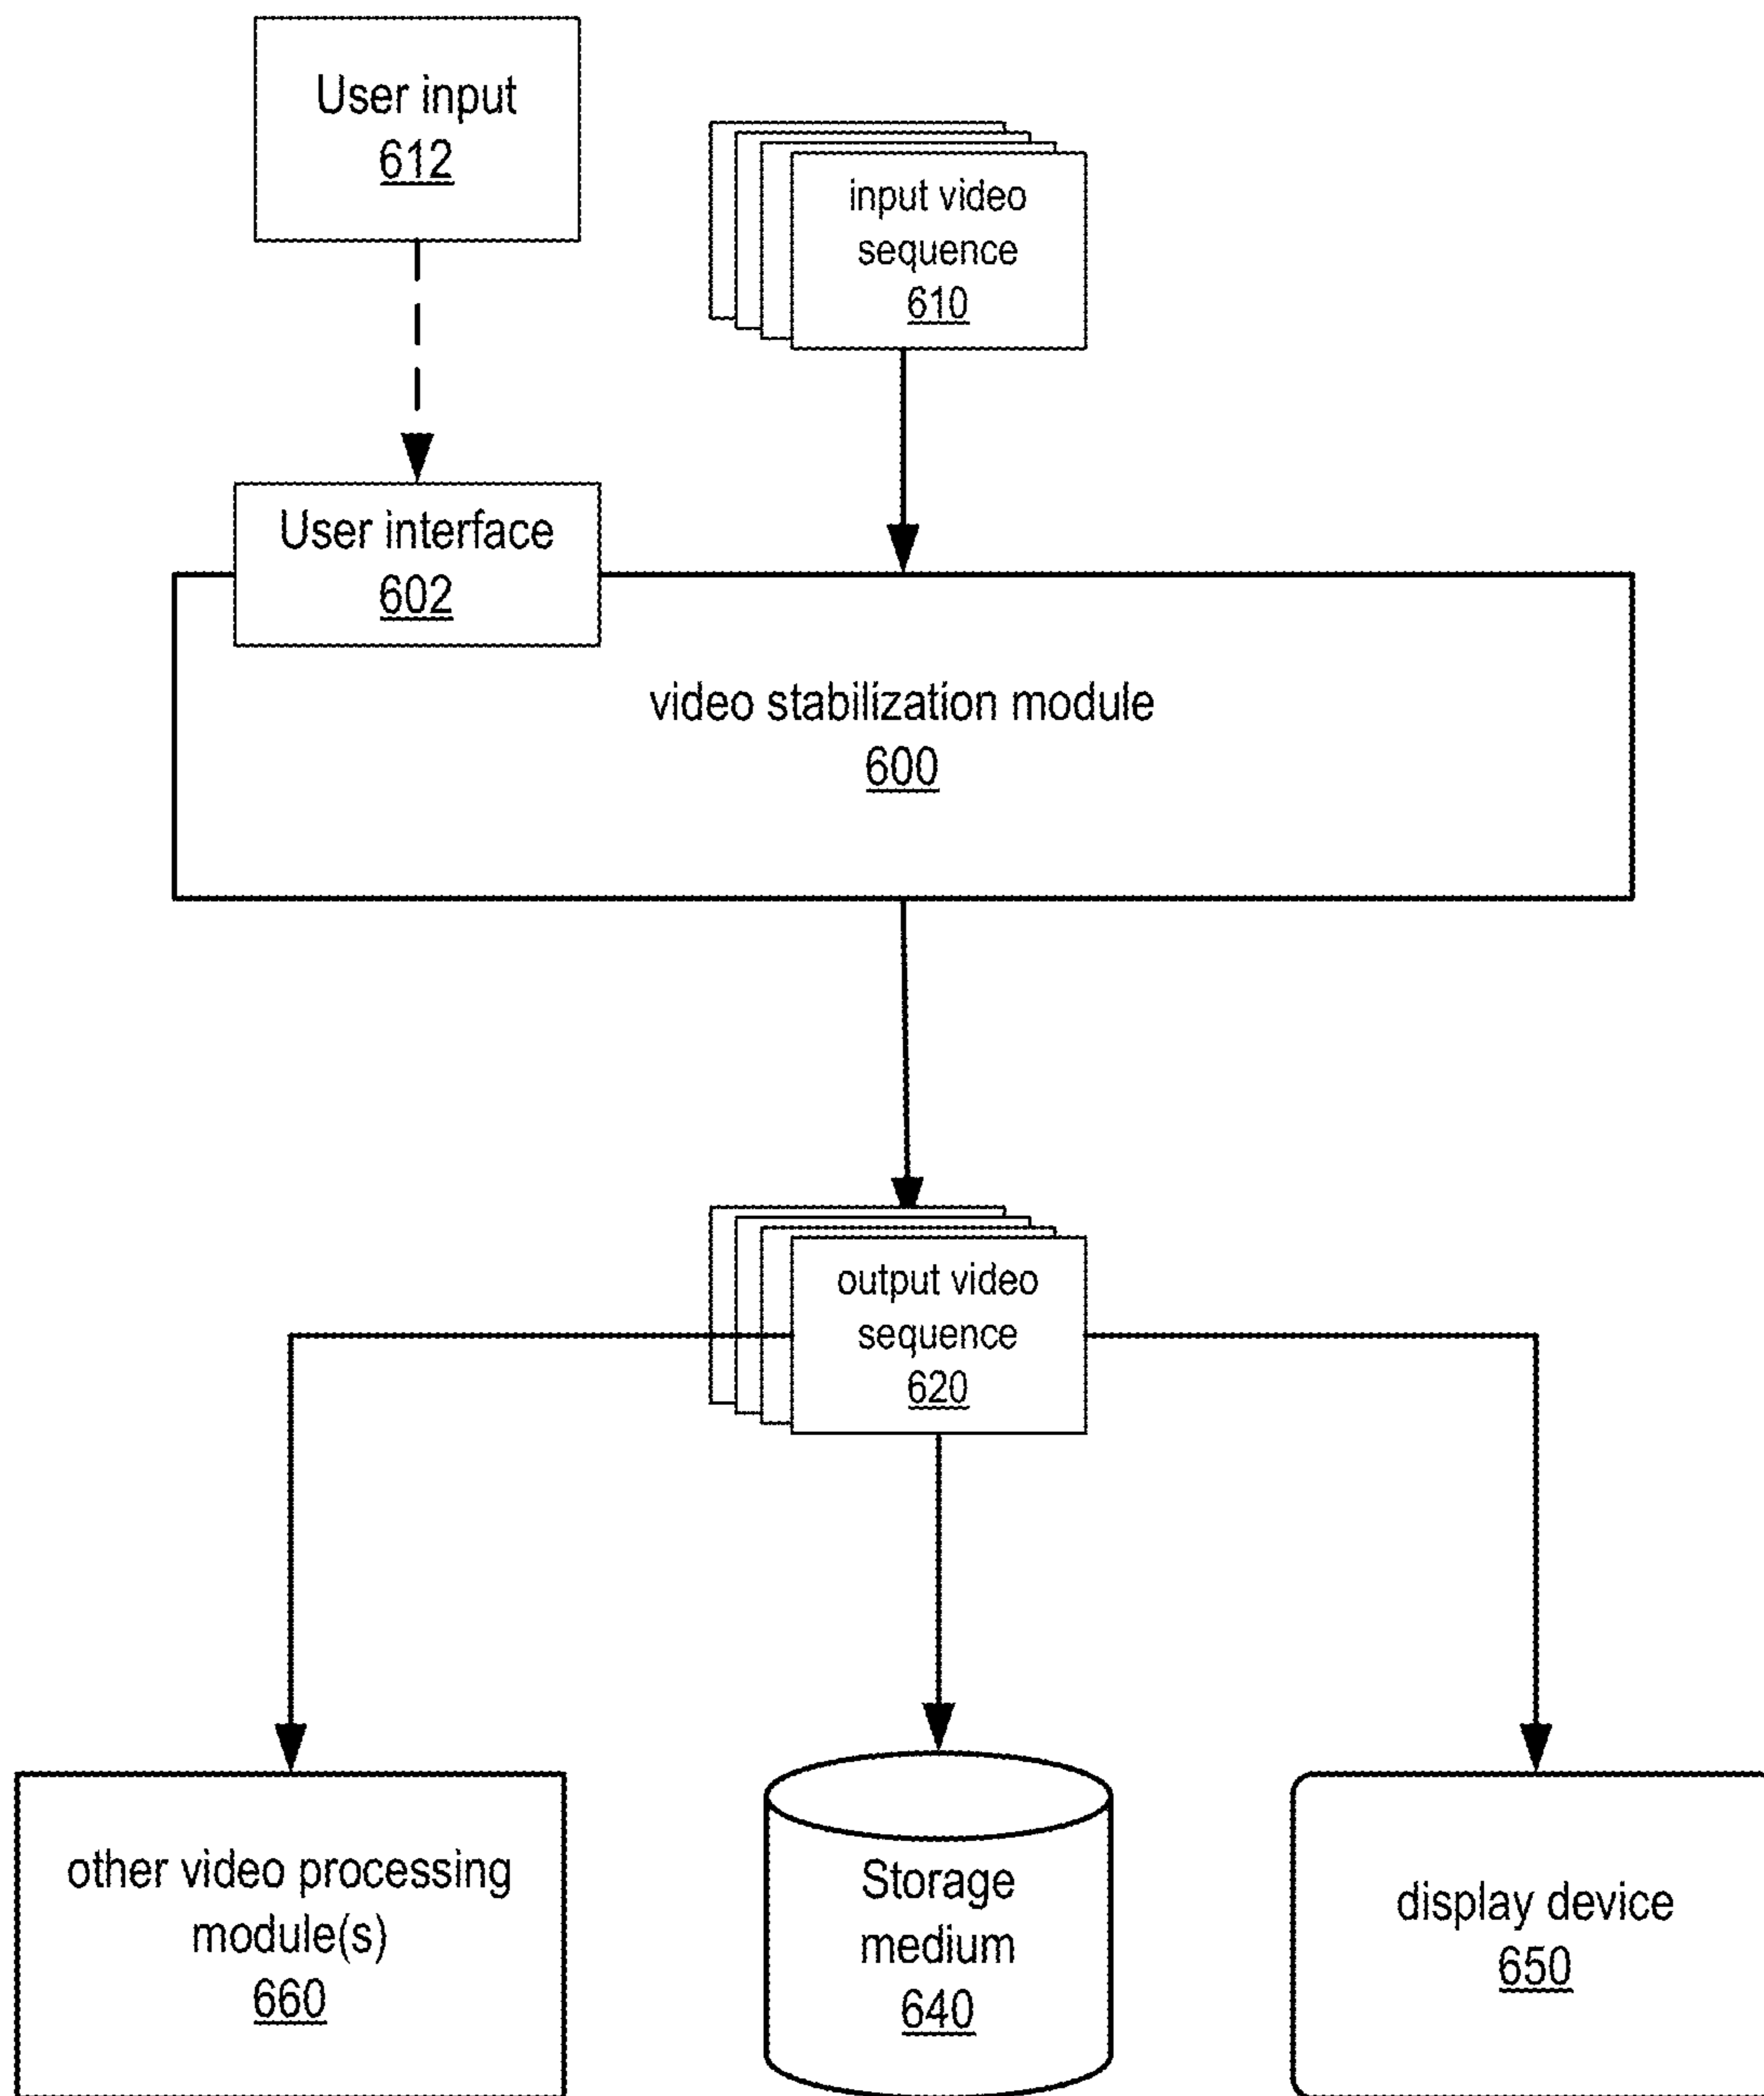 User input
612
input video
sequence
610
User interface
602
video stabilization module
600
output video
sequence
620
other video processing
module(s)
660
Storage
medium
640
display device
650